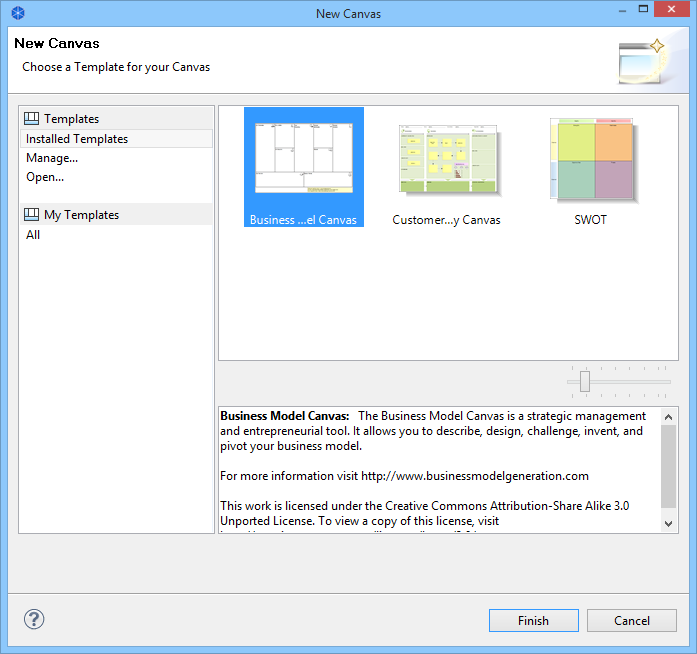 New Canvas
New Canvas
Choose a Template for your Canvas
Templates
Installed Templates
Manage...
Open...
My Templates
All
Business ...el Canvas
Customer...y Canvas
SWOT
Business Model Canvas: The Business Model Canvas is a strategic management
and entrepreneurial tool. It allows you to describe, design, challenge, invent, and
pivot your business model.
For more information visit http://www.businessmodelgeneration.com
This work is licensed under the Creative Commons Attribution-Share Alike 3.0
Unported License. To view a copy of this license, visit
?
Finish
Cancel